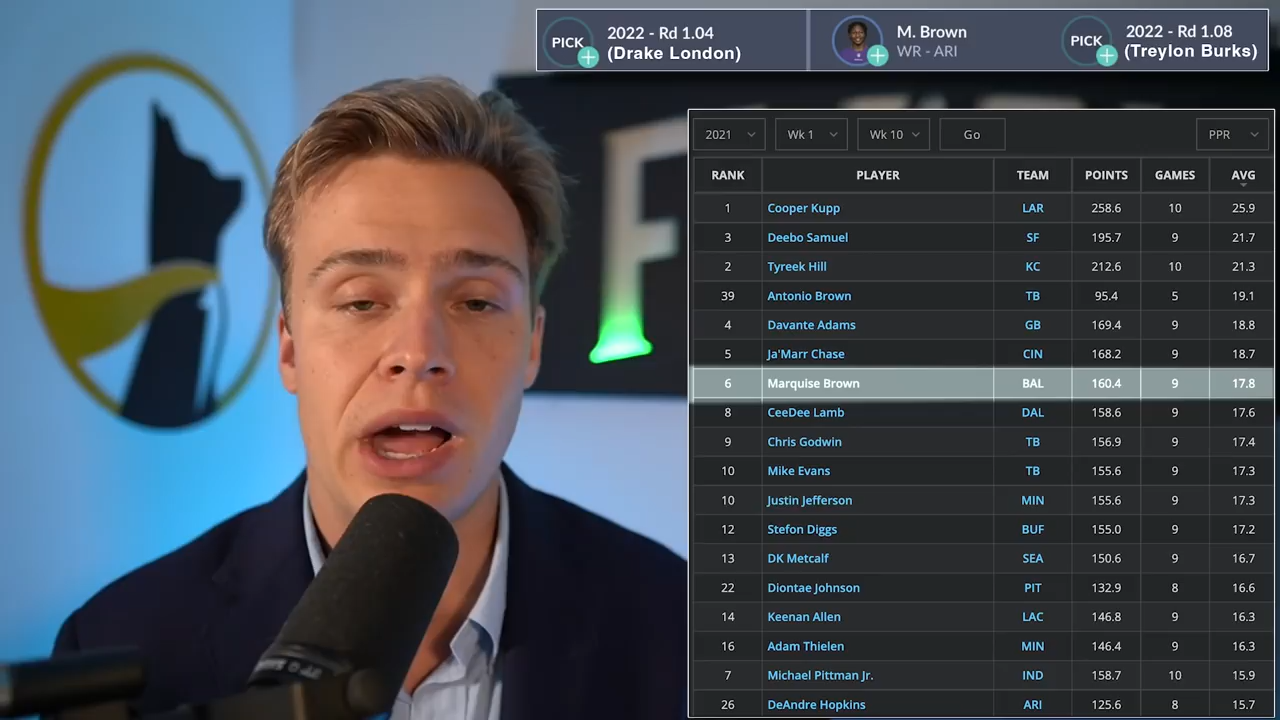 PICK
2022 - Rd 1.04
(Drake London)
M. Brown
WR - ARI
PICK
2022 - Rd 1.08
(Treylon Burks)
F
2021 Wk 1 Wk 10 Go PPR
RANK PLAYER TEAM POINTS GAMES AVG
1 Cooper Kupp LAR 258.6 10 25.9
3 Deebo Samuel SF 195.7 9 21.7
2 Tyreek Hill KC 212.6 10 21.3
39 Antonio Brown TB 95.4 5 19.1
4 Davante Adams GB 169.4 9 18.8
5 Ja'Marr Chase CIN 168.2 9 18.7
6 Marquise Brown BAL 160.4 9 17.8
8 CeeDee Lamb DAL 158.6 9 17.6
9 Chris Godwin TB 156.9 9 17.4
10 Mike Evans TB 155.6 9 17.3
10 Justin Jefferson MIN 155.6 9 17.3
12 Stefon Diggs BUF 155.0 9 17.2
13 DK Metcalf SEA 150.6 9 16.7
22 Diontae Johnson PIT 132.9 8 16.6
14 Keenan Allen LAC 146.8 9 16.3
16 Adam Thielen MIN 146.4 9 16.3
7 Michael Pittman Jr. IND 158.7 10 15.9
26 DeAndre Hopkins ARI 125.6 8 15.7